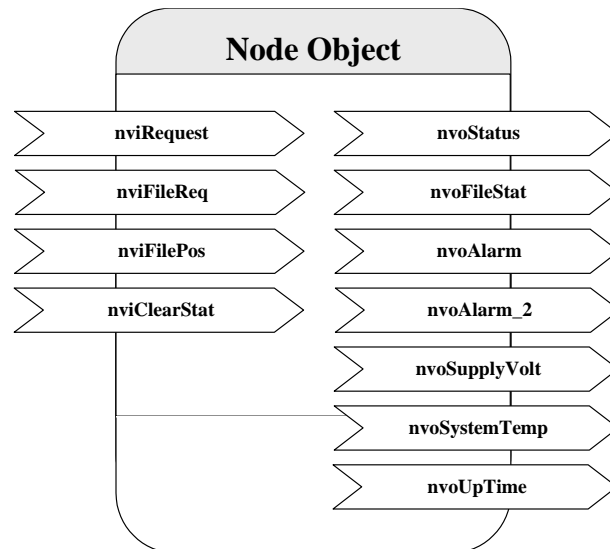 Node Object
nviRequest
nvoStatus
nviFileReq
nvoFileStat
nviFilePos
nvoAlarm
nviClearStat
nvoAlarm_2
nvoSupplyVolt
nvoSystemTemp
nvoUpTime